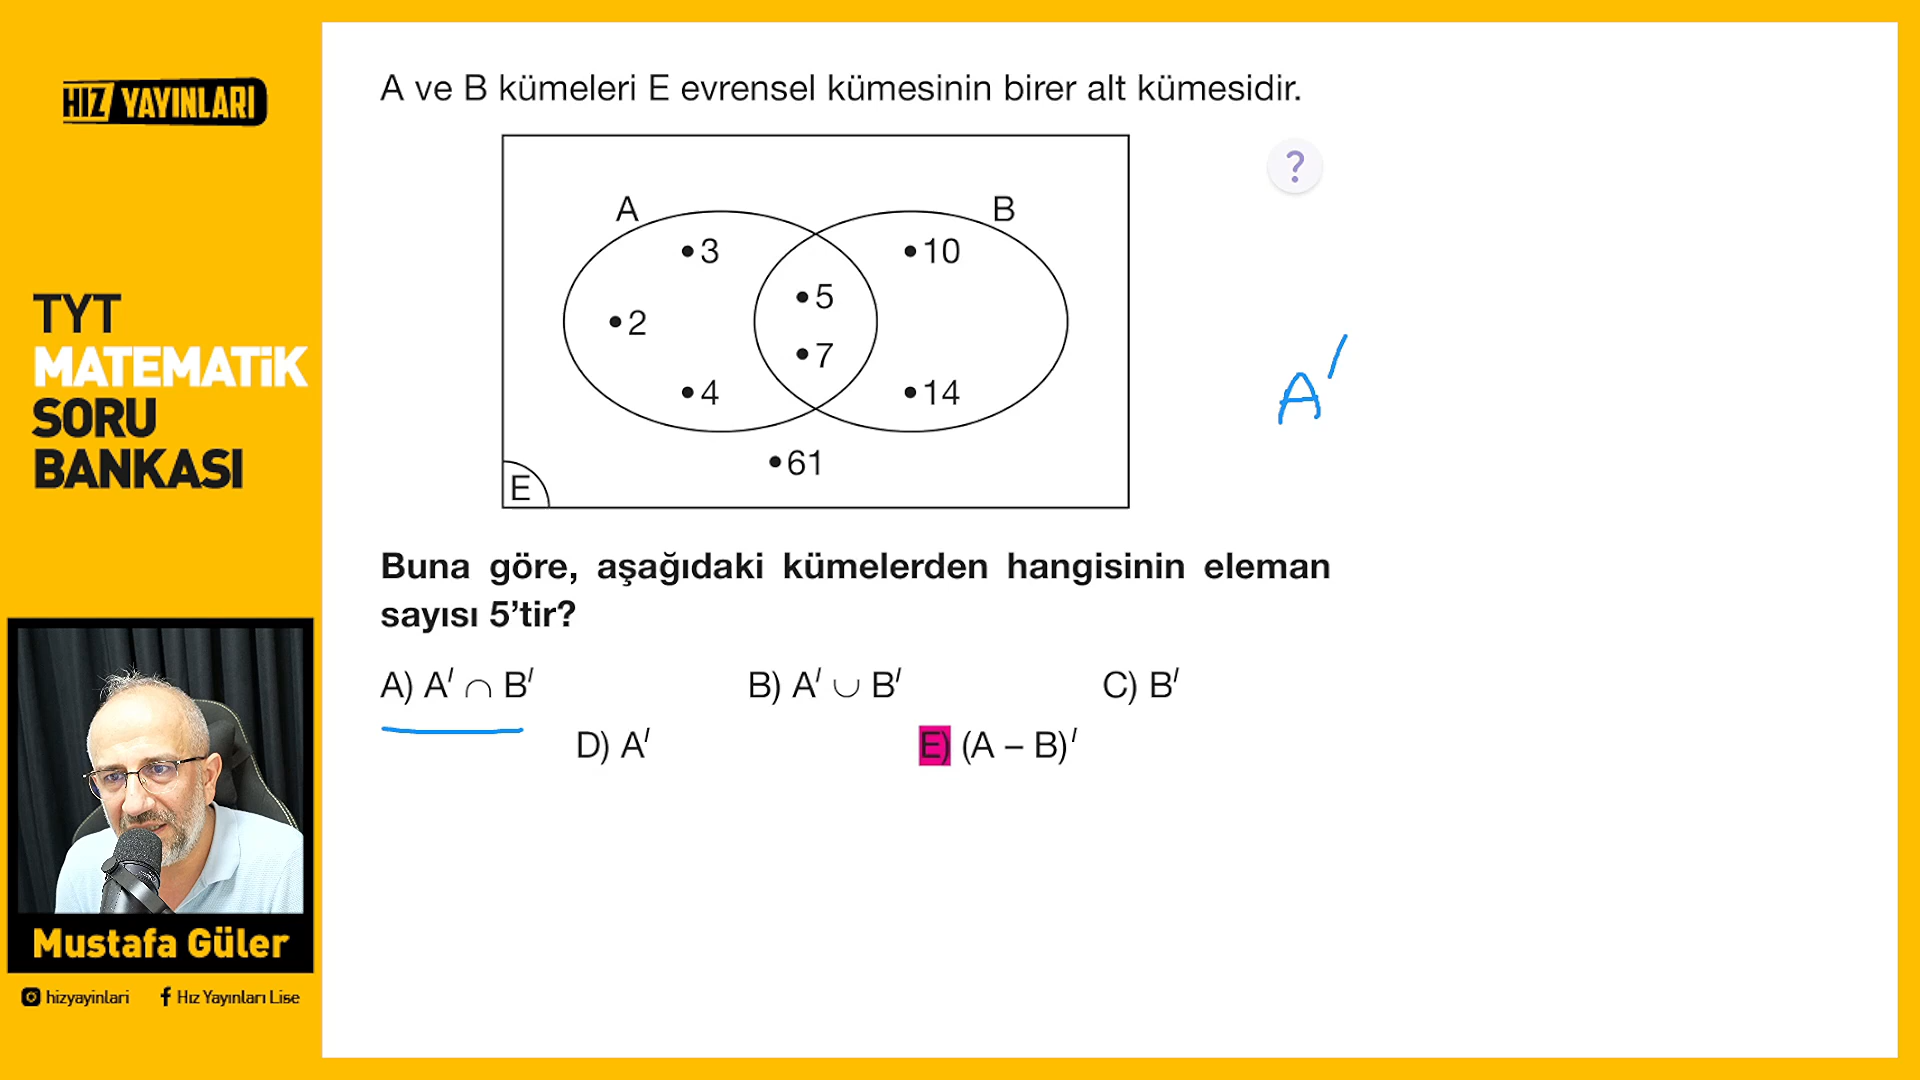 HIZ YAYINLARI
TYT
MATEMATİK
SORU
BANKASI
Mustafa Güler
hizyayinlari
Hız Yayınları Lise
A ve B kümeleri E evrensel kümesinin birer alt kümesidir.
?
A
B
•3
•10
•5
•2
•7
•4
•14
•61
E
A′
Buna göre, aşağıdaki kümelerden hangisinin eleman
sayısı 5’tir?
A) A′ ∩ B′
B) A′ ∪ B′
C) B′
D) A′
E) (A – B)′